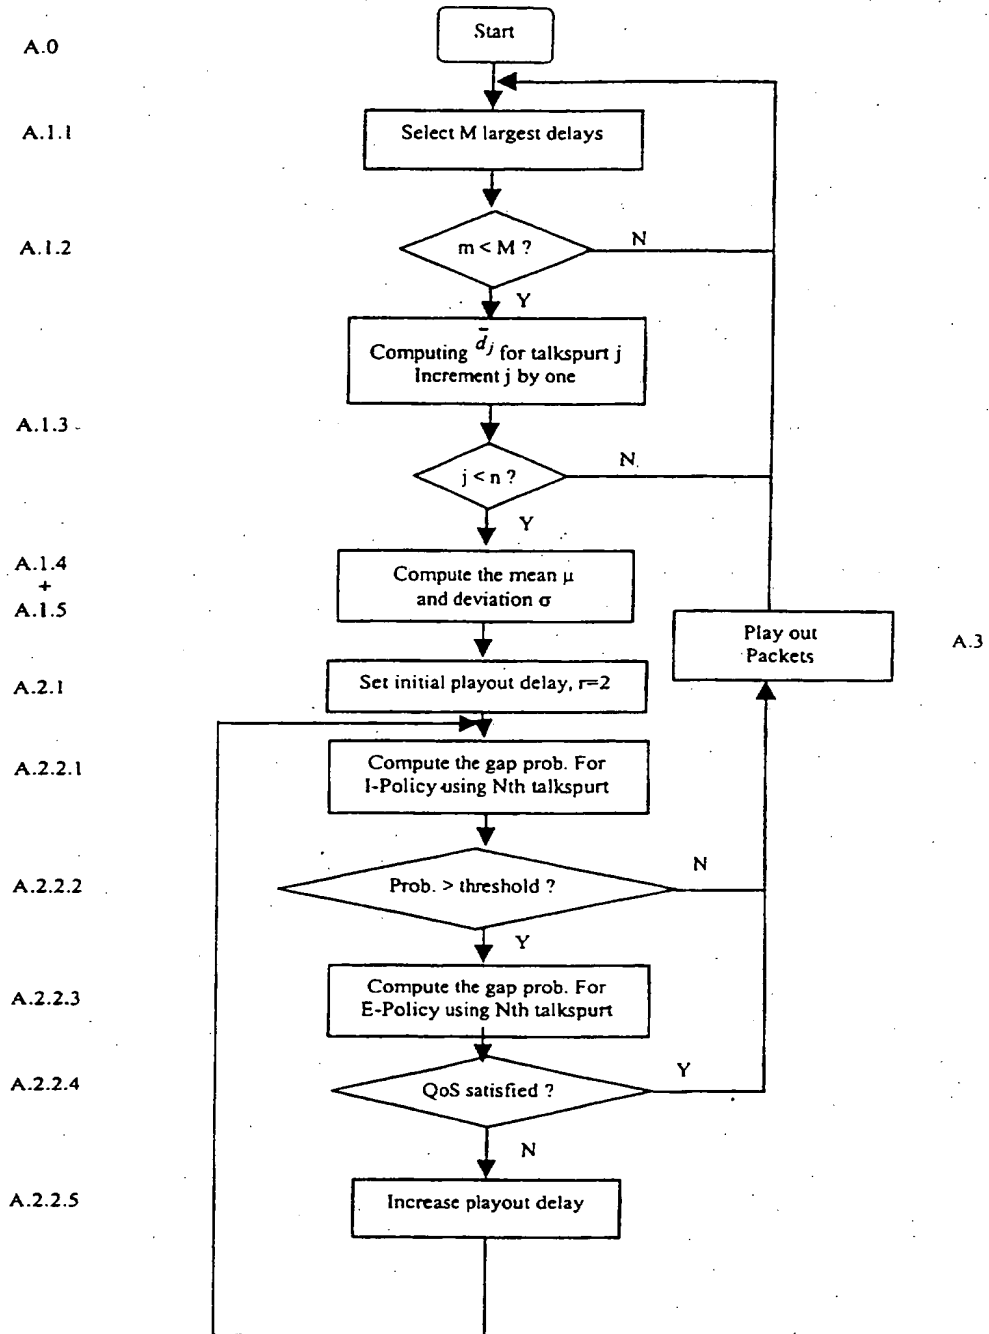 Start
A.0
A.1.1
Select M largest delays
A.1.2
m < M ?
N
Y
Computing d̄j for talkspurt j
Increment j by one
A.1.3
j < n ?
N
Y
A.1.4
+
A.1.5
Compute the mean μ
and deviation σ
Play out
Packets
A.3
A.2.1
Set initial playout delay, r=2
A.2.2.1
Compute the gap prob. For
I-Policy using Nth talkspurt
A.2.2.2
Prob. > threshold ?
N
Y
A.2.2.3
Compute the gap prob. For
E-Policy using Nth talkspurt
A.2.2.4
QoS satisfied ?
Y
N
A.2.2.5
Increase playout delay